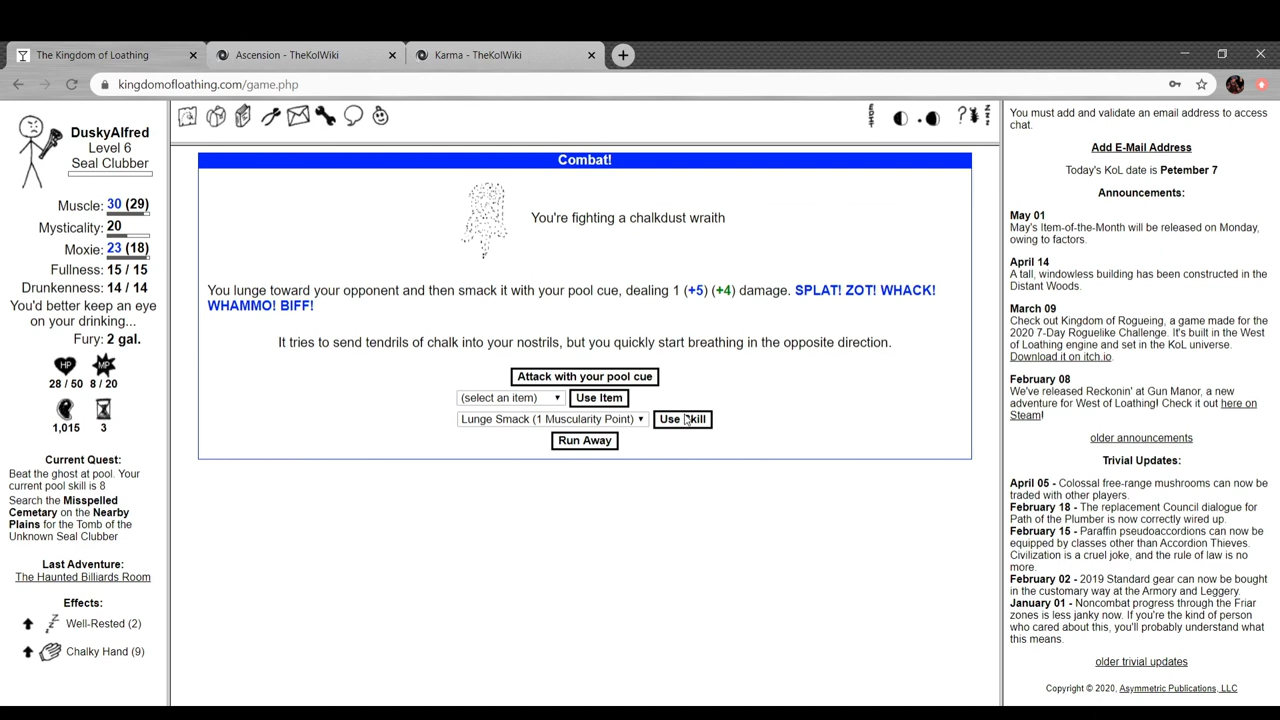 The Kingdom of Loathing
Ascension - TheKolWiki
Karma - TheKolWiki
kingdomofloathing.com/game.php
DuskyAlfred
Level 6
Seal Clubber
Muscle: 30 (29)
Mysticality: 20
Moxie: 23 (18)
Fullness: 15 / 15
Drunkenness: 14 / 14
You'd better keep an eye
on your drinking...
Fury: 2 gal.
HP MP
28 / 50 8 / 20
1,015 3
Current Quest:
Beat the ghost at pool. Your
current pool skill is 8
Search the Misspelled
Cemetary on the Nearby
Plains for the Tomb of the
Unknown Seal Clubber
Last Adventure:
The Haunted Billiards Room
Effects:
Well-Rested (2)
Chalky Hand (9)
Combat!
You're fighting a chalkdust wraith
You lunge toward your opponent and then smack it with your pool cue, dealing 1 (+5) (+4) damage. SPLAT! ZOT! WHACK!
WHAMMO! BIFF!
It tries to send tendrils of chalk into your nostrils, but you quickly start breathing in the opposite direction.
Attack with your pool cue
(select an item) Use Item
Lunge Smack (1 Muscularity Point) Use Skill
Run Away
You must add and validate an email address to access
chat.
Add E-Mail Address
Today's KoL date is Petember 7
Announcements:
May 01
May's Item-of-the-Month will be released on Monday,
owing to factors.
April 14
A tall, windowless building has been constructed in the
Distant Woods.
March 09
Check out Kingdom of Rogueing, a game made for the
2020 7-Day Roguelike Challenge. It's built in the West
of Loathing engine and set in the KoL universe.
Download it on itch.io.
February 08
We've released Reckonin' at Gun Manor, a new
adventure for West of Loathing! Check it out here on
Steam!
older announcements
Trivial Updates:
April 05 - Colossal free-range mushrooms can now be
traded with other players.
February 18 - The replacement Council dialogue for
Path of the Plumber is now correctly wired up.
February 15 - Paraffin pseudoaccordions can now be
equipped by classes other than Accordion Thieves.
Civilization is a cruel joke, and the rule of law is no
more.
February 02 - 2019 Standard gear can now be bought
in the customary way at the Armory and Leggery.
January 01 - Noncombat progress through the Friar
zones is less janky now. If you're the kind of person
who cared about this, you'll probably understand what
this means.
older trivial updates
Copyright © 2020, Asymmetric Publications, LLC